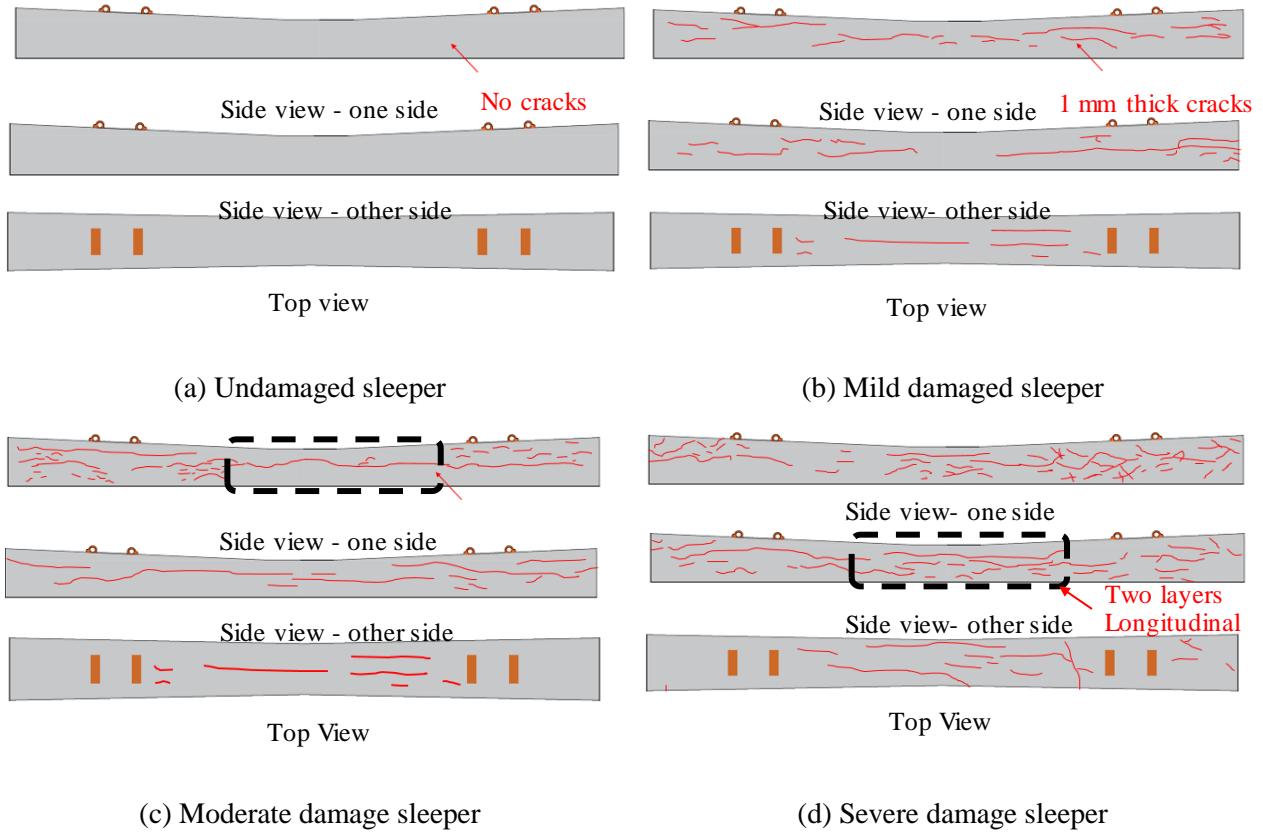 No cracks
Side view - one side
Side view - other side
Top view
(a) Undamaged sleeper
1 mm thick cracks
Side view - one side
Side view- other side
Top view
(b) Mild damaged sleeper
Side view - one side
Side view - other side
Top View
(c) Moderate damage sleeper
Side view- one side
Two layers
Longitudinal
Side view- other side
Top View
(d) Severe damage sleeper